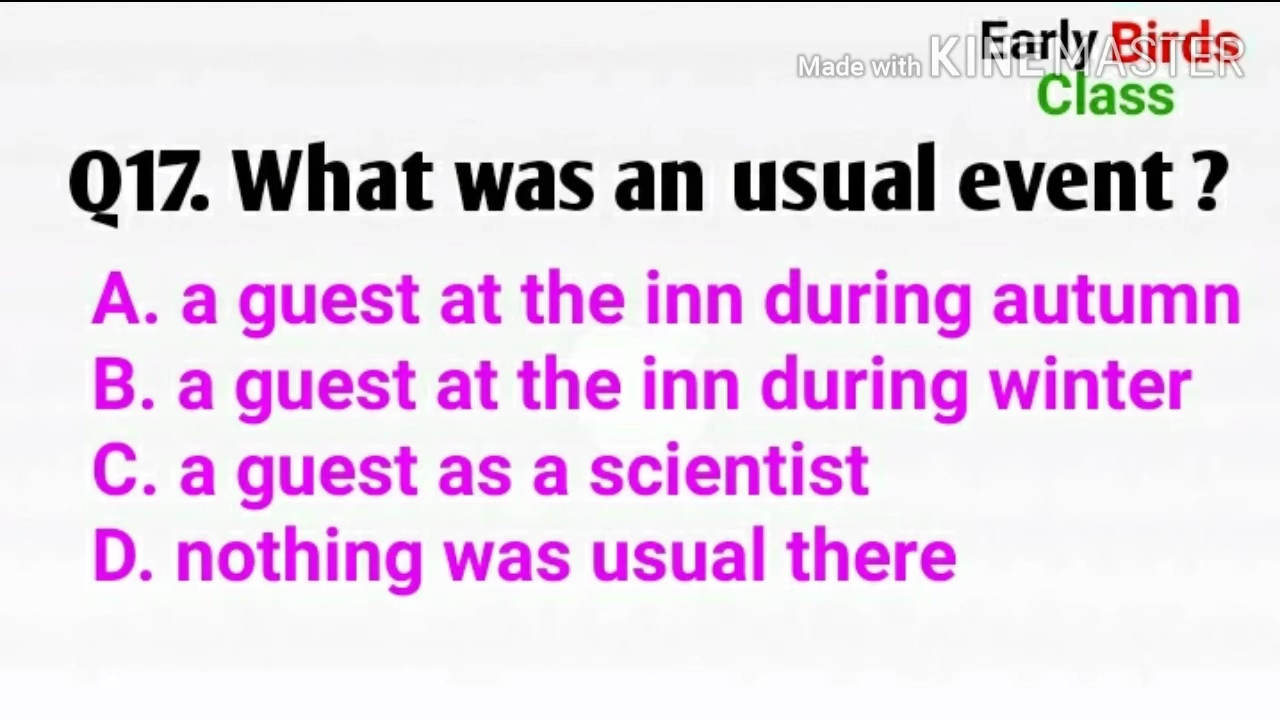 Early Birds
Made with KINEMASTER
Class
Q17. What was an usual event ?
A. a guest at the inn during autumn
B. a guest at the inn during winter
C. a guest as a scientist
D. nothing was usual there